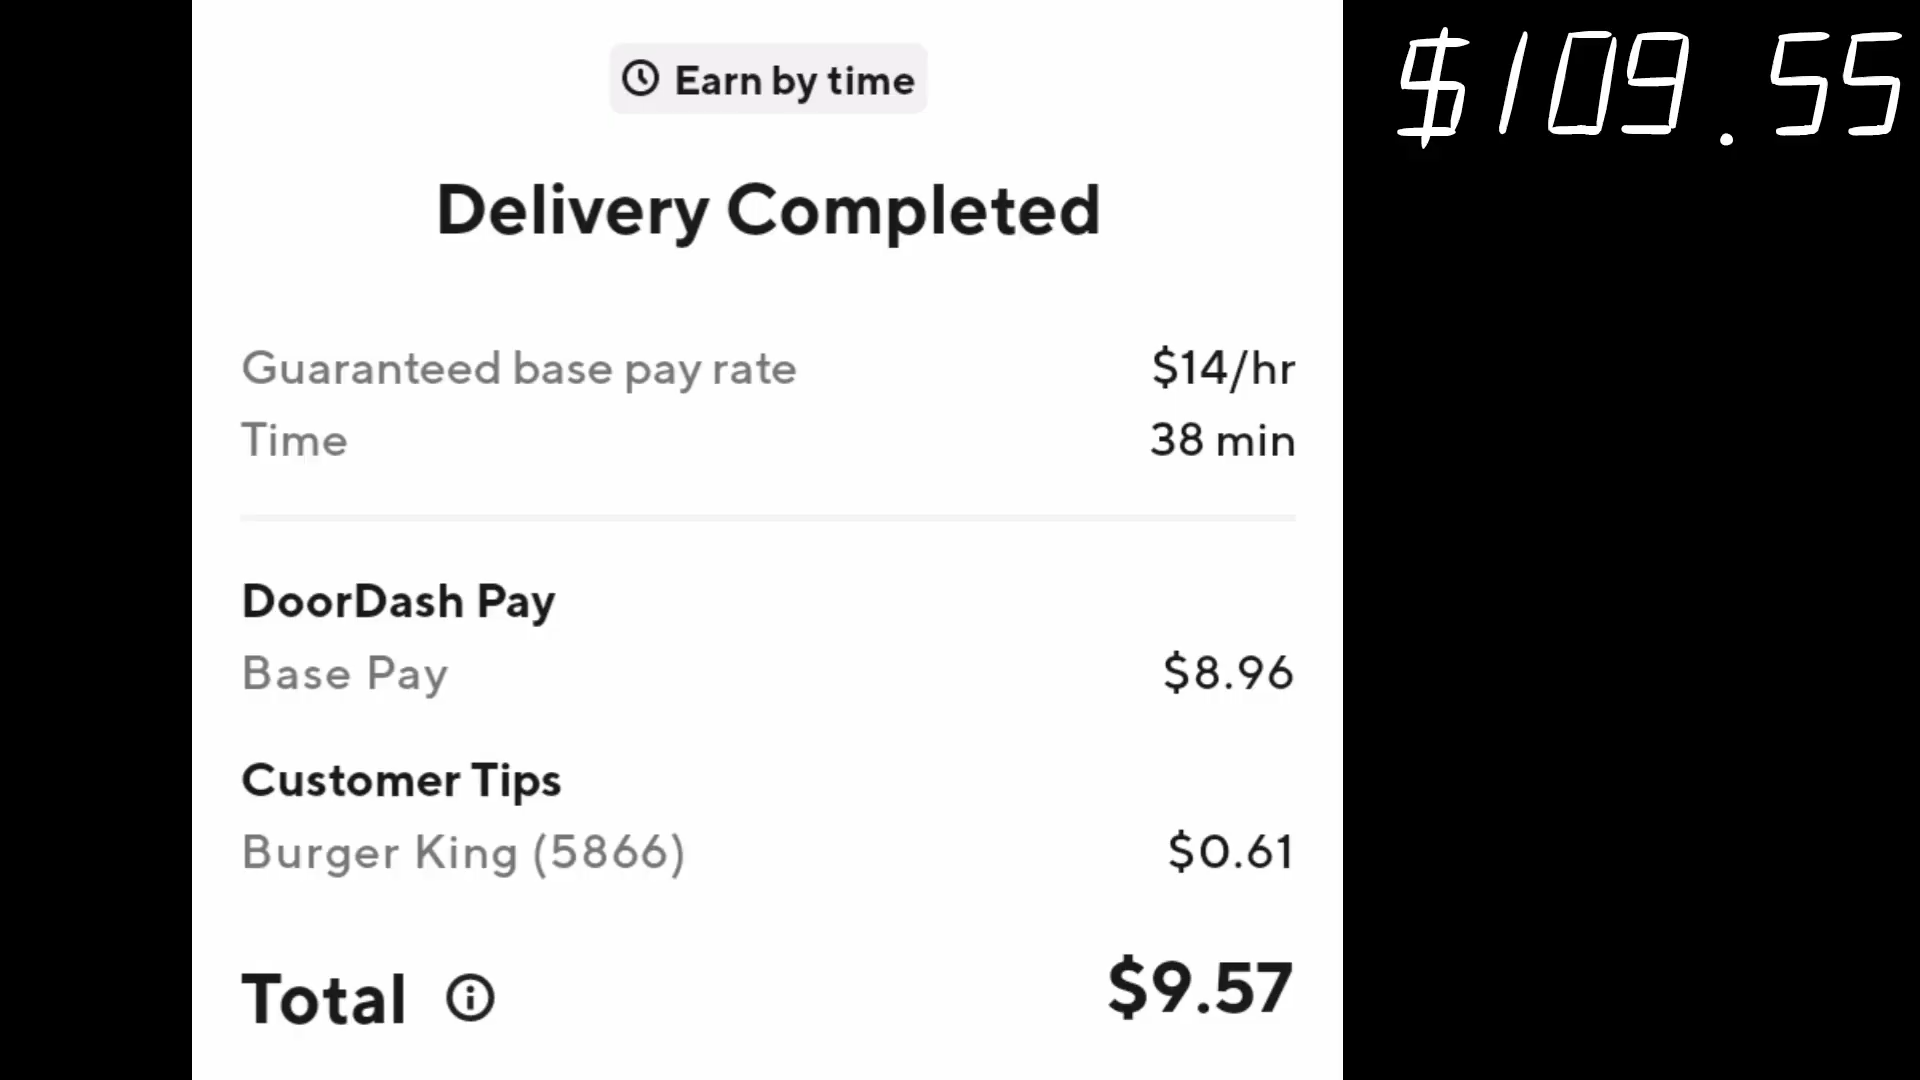 Earn by time
$109.55
Delivery Completed
Guaranteed base pay rate $14/hr
Time 38 min
DoorDash Pay
Base Pay $8.96
Customer Tips
Burger King (5866) $0.61
Total $9.57